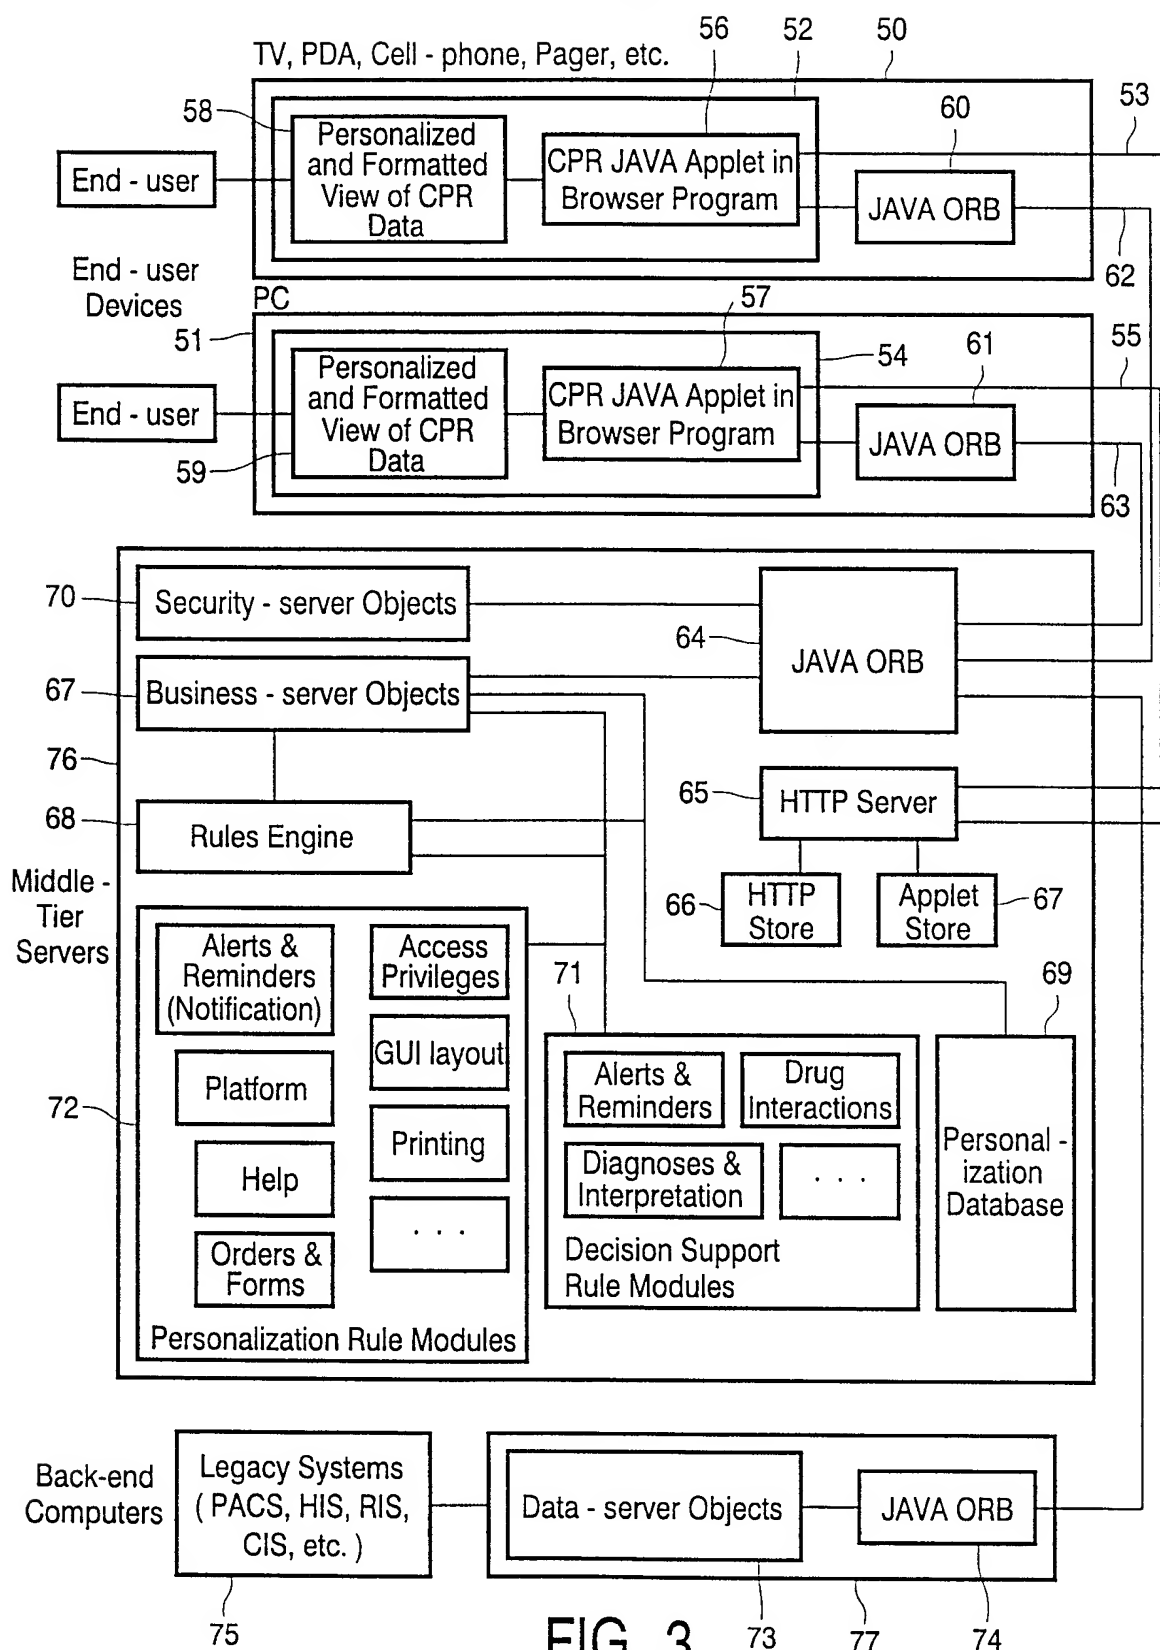 56
52
50
TV, PDA, Cell - phone, Pager, etc.
53
58
60
Personalized
and Formatted
View of CPR
Data
CPR JAVA Applet in
Browser Program
End - user
JAVA ORB
62
End - user
Devices
PC
57
51
54
61
55
Personalized
and Formatted
View of CPR
Data
CPR JAVA Applet in
Browser Program
End - user
JAVA ORB
59
63
70
Security - server Objects
64
JAVA ORB
67
Business - server Objects
76
65
HTTP Server
68
Rules Engine
Middle -
Tier
Servers
66
HTTP
Store
Applet
Store
67
Alerts &
Reminders
(Notification)
Access
Privileges
71
69
GUI layout
Platform
72
Printing
Help
. . .
Orders &
Forms
Personalization Rule Modules
Alerts &
Reminders
Drug
Interactions
Diagnoses &
Interpretation
. . .
Decision Support
Rule Modules
Personal -
ization
Database
Back-end
Computers
Legacy Systems
( PACS, HIS, RIS,
CIS, etc. )
Data - server Objects
JAVA ORB
75
FIG. 3
73
77
74